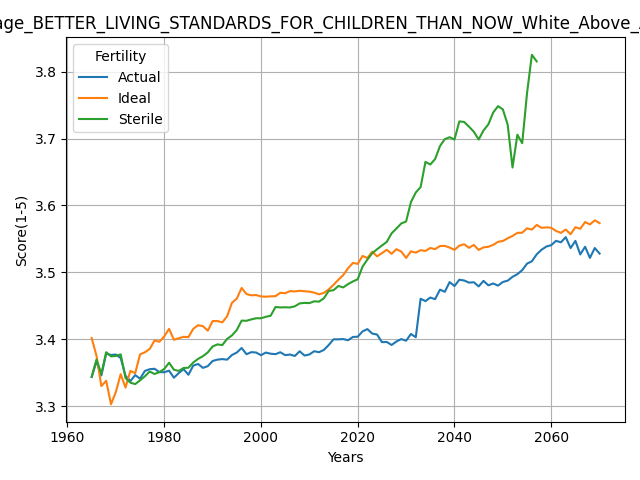 age_BETTER_LIVING_STANDARDS_FOR_CHILDREN_THAN_NOW_White_Above_
Fertility
Actual
Ideal
Sterile
Score(1-5)
3.8
3.7
3.6
3.5
3.4
3.3
1960 1980 2000 2020 2040 2060
Years